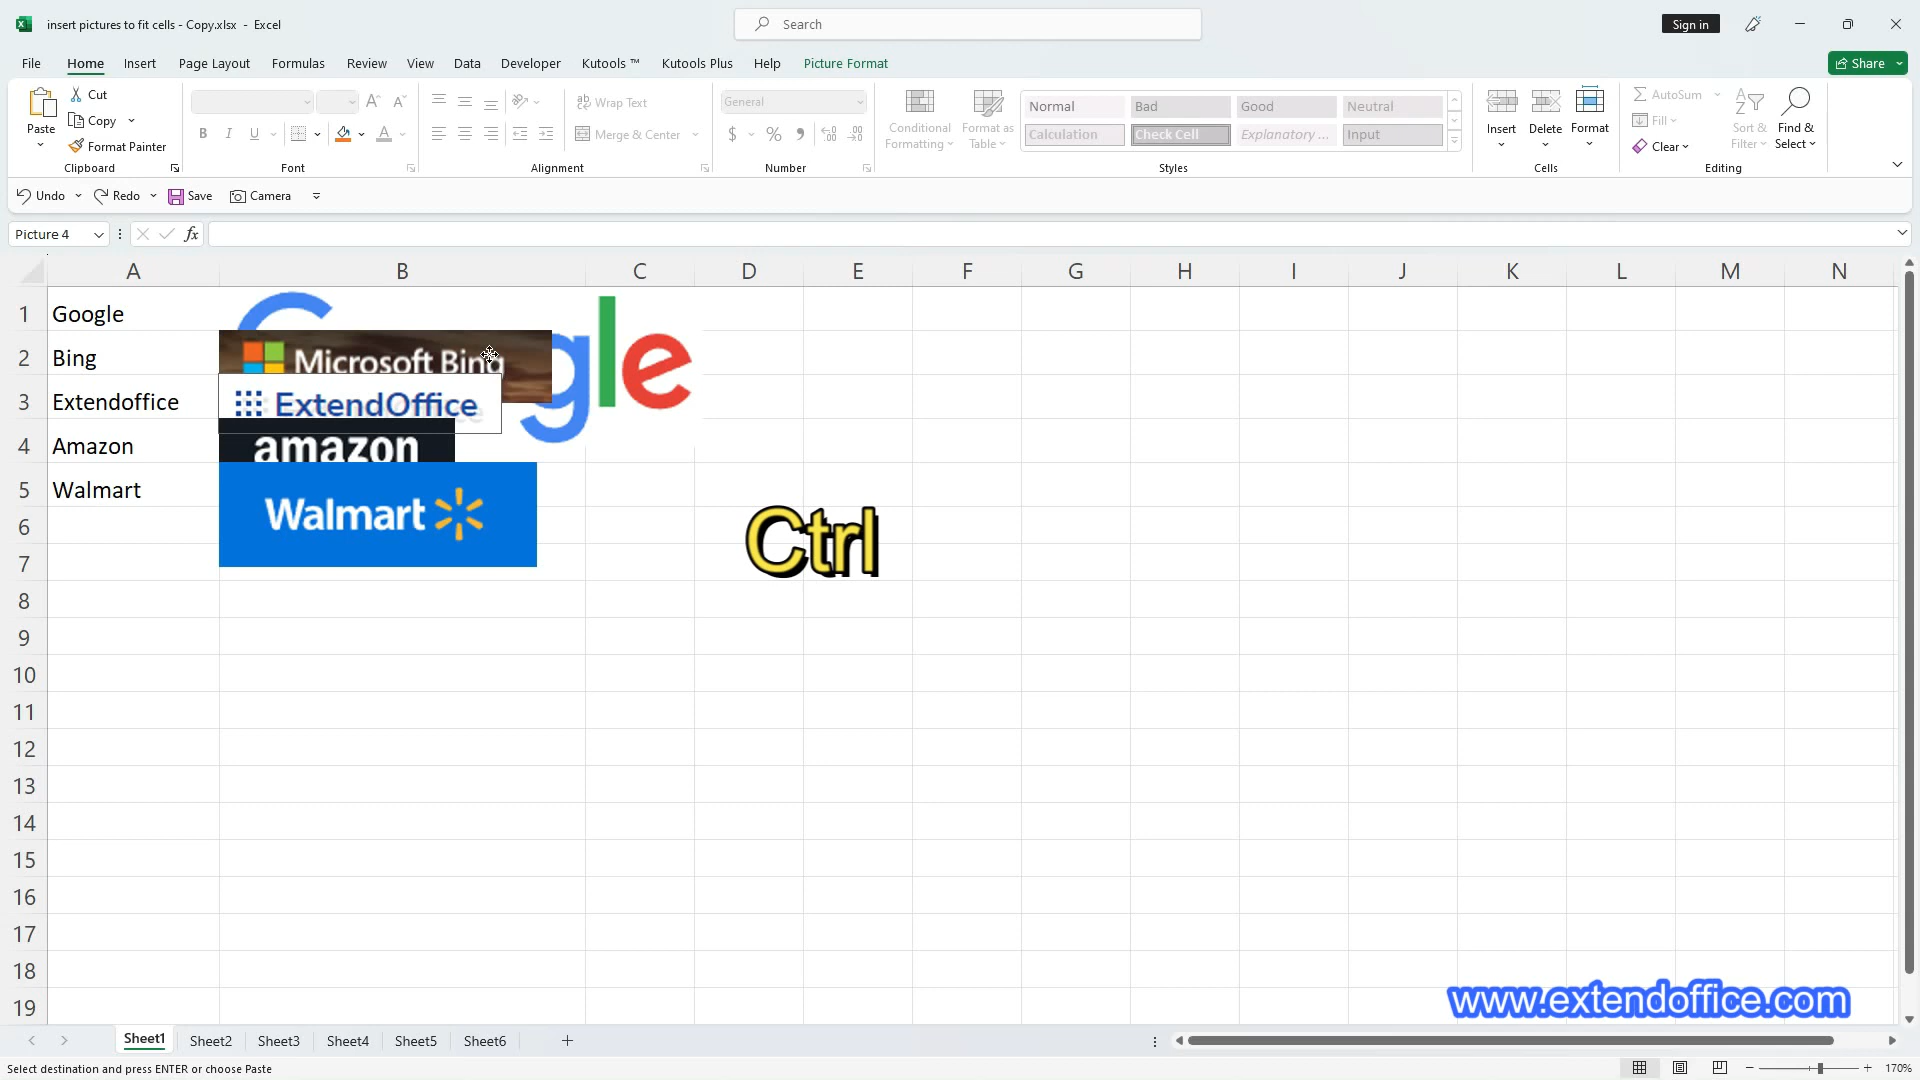 insert pictures to fit cells - Copy.xlsx - Excel
Search
Sign in
File Home Insert Page Layout Formulas Review View Data Developer Kutools ™ Kutools Plus Help Picture Format
Share
Paste
Cut
Copy
Format Painter
Clipboard
B I U
A A
Font
Wrap Text
Merge & Center
Alignment
General
$ % ,
Number
Conditional Formatting
Format as Table
Normal Bad Good Neutral
Calculation Check Cell Explanatory ... Input
Styles
Insert Delete Format
Cells
AutoSum
Fill
Clear
Sort & Filter
Find & Select
Editing
Undo Redo Save Camera
Picture 4
fx
A B C D E F G H I J K L M N
1 Google
gle
2 Bing
Microsoft Bing
3 Extendoffice
ExtendOffice
4 Amazon
amazon
5 Walmart
Walmart
6
Ctrl
7
8
9
10
11
12
13
14
15
16
17
18
19
www.extendoffice.com
Sheet1 Sheet2 Sheet3 Sheet4 Sheet5 Sheet6
Select destination and press ENTER or choose Paste
170%